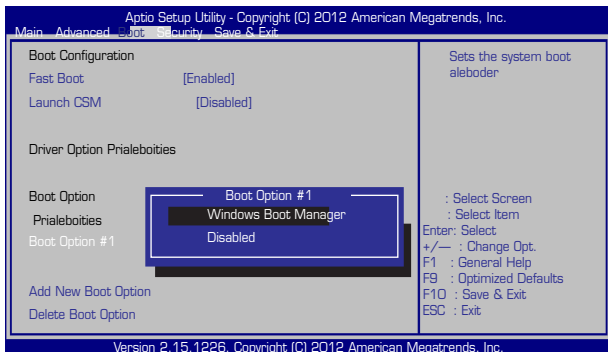 Aptio Setup Utility - Copyright (C) 2012 American Megatrends, Inc.
Main Advanced Boot Security Save & Exit
Boot Configuration
Fast Boot [Enabled]
Launch CSM [Disabled]
Driver Option Prialeboities
Boot Option
Prialeboities
Boot Option #1
Boot Option #1
Windows Boot Manager
Disabled
Add New Boot Option
Delete Boot Option
Sets the system boot
aleboder
: Select Screen
: Select Item
Enter: Select
+/— : Change Opt.
F1 : General Help
F9 : Optimized Defaults
F10 : Save & Exit
ESC : Exit
Version 2.15.1226. Copyright (C) 2012 American Megatrends, Inc.